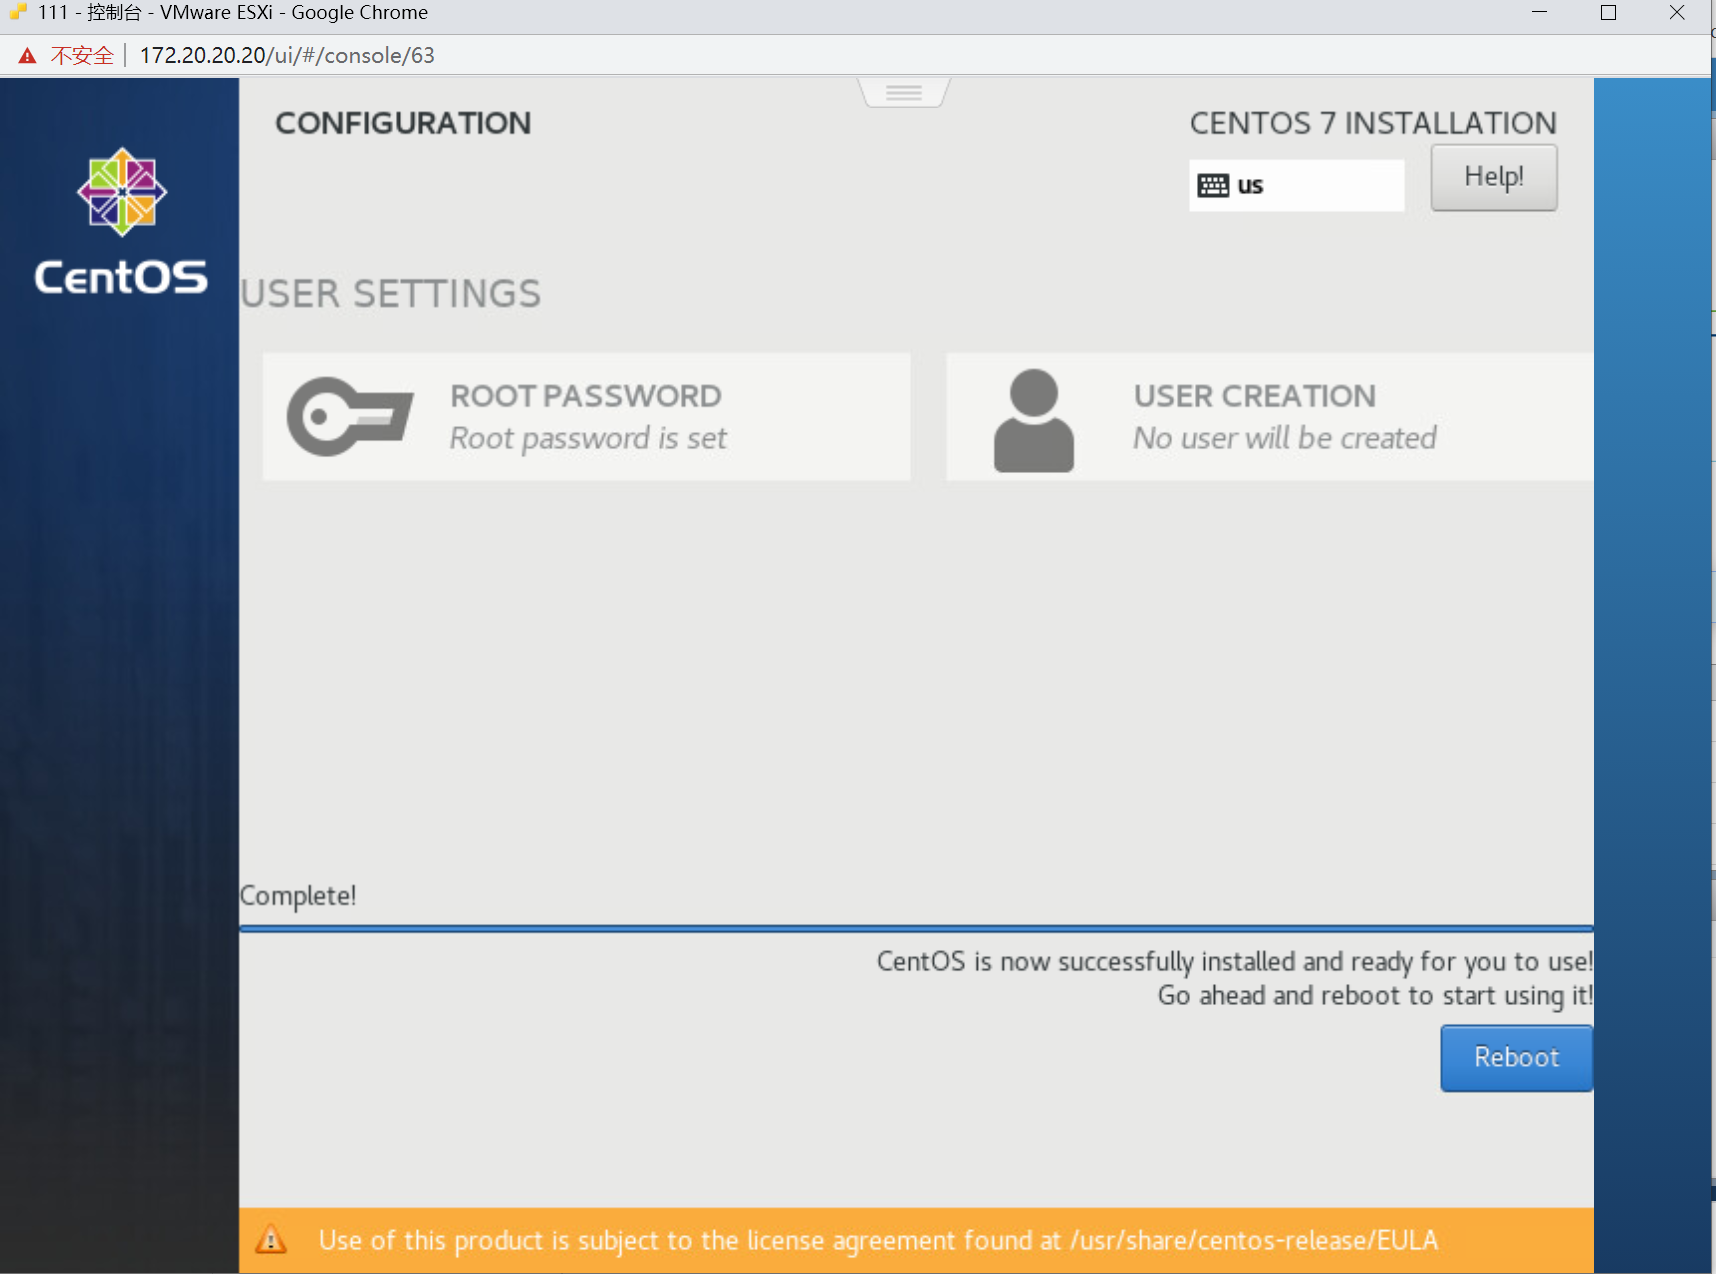 111 - 控制台 - VMware ESXi - Google Chrome
不安全 172.20.20.20/ui/#/console/63
CONFIGURATION
CENTOS 7 INSTALLATION
us
Help!
CentOS
USER SETTINGS
ROOT PASSWORD
Root password is set
USER CREATION
No user will be created
Complete!
CentOS is now successfully installed and ready for you to use!
Go ahead and reboot to start using it!
Reboot
Use of this product is subject to the license agreement found at /usr/share/centos-release/EULA